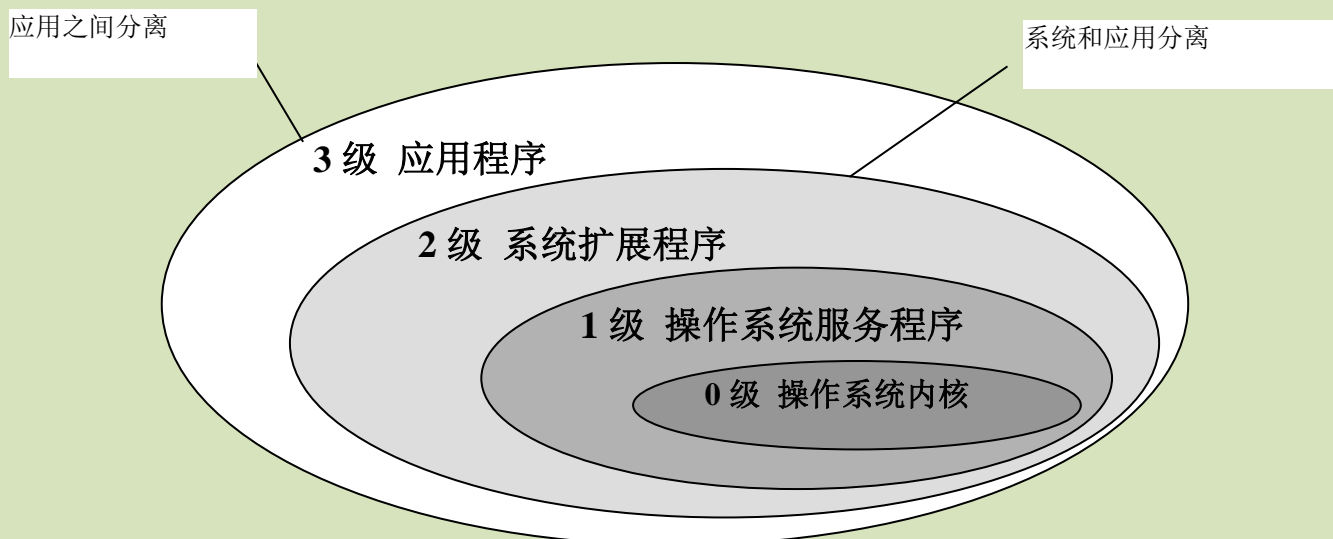 应用之间分离
系统和应用分离
3 级 应用程序
2 级 系统扩展程序
1 级 操作系统服务程序
0 级 操作系统内核